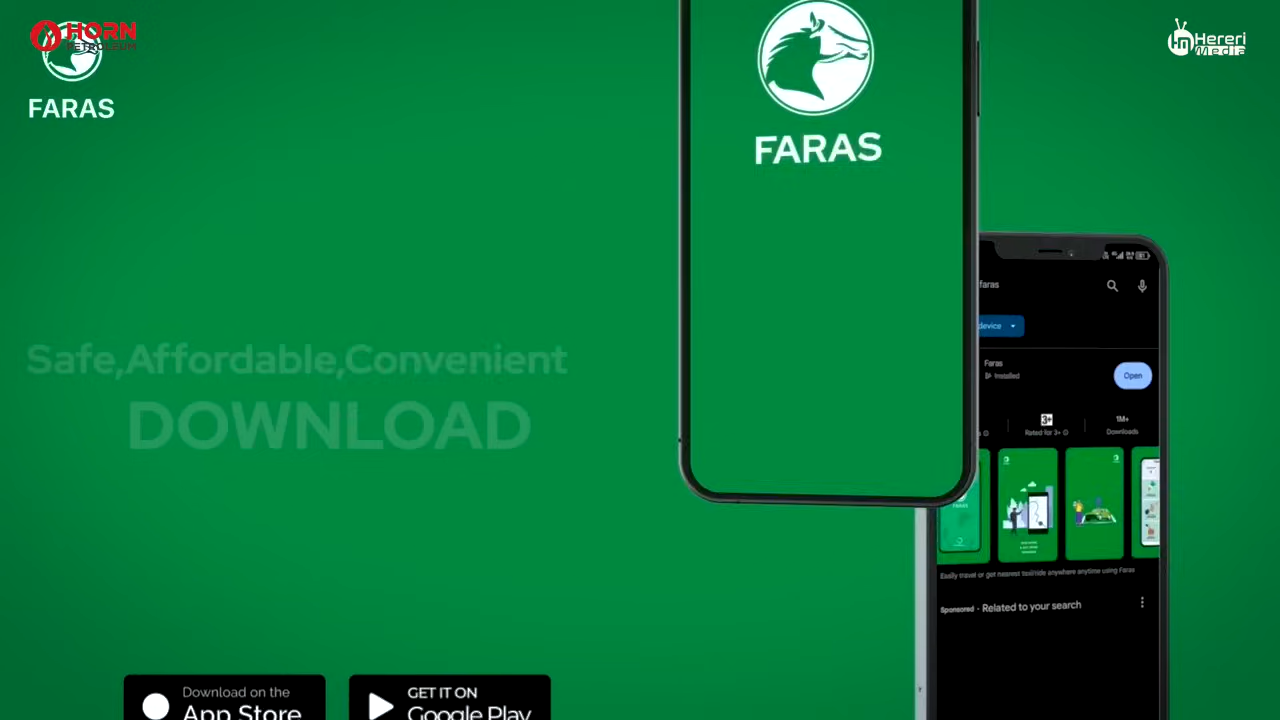 HORN
PETROLEUM
FARAS
Hereri
Media
FARAS
faras
device
Faras
Installed
Open
3+
Rated for 3+
1M+
Downloads
FARAS
Easily travel or get nearest taxi/ride anywhere anytime using Faras
Sponsored · Related to your search
Safe,Affordable,Convenient
DOWNLOAD
Download on the
App Store
GET IT ON
Google Play